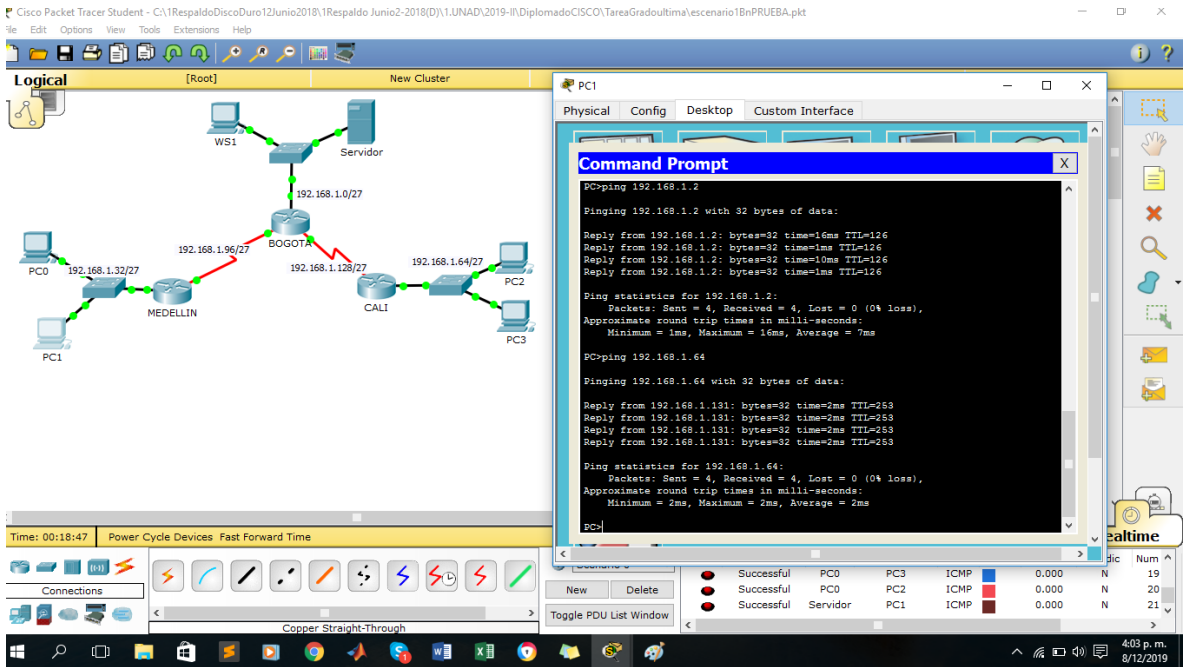 Cisco Packet Tracer Student - C:\1RespaldoDiscoDuro12Junio2018\1Respaldo Junio2-2018(D)\1.UNAD\2019-II\DiplomadoCISCO\TareaGradoultima\escenario1BnPRUEBA.pkt
File Edit Options View Tools Extensions Help
Logical [Root] New Cluster
WS1
Servidor
192.168.1.0/27
BOGOTA
192.168.1.96/27
192.168.1.128/27
192.168.1.64/27
PC0
192.168.1.32/27
MEDELLIN
CALI
PC2
PC3
PC1
PC1
Physical Config Desktop Custom Interface
Command Prompt X
PC>ping 192.168.1.2
Pinging 192.168.1.2 with 32 bytes of data:
Reply from 192.168.1.2: bytes=32 time=16ms TTL=126
Reply from 192.168.1.2: bytes=32 time=1ms TTL=126
Reply from 192.168.1.2: bytes=32 time=10ms TTL=126
Reply from 192.168.1.2: bytes=32 time=1ms TTL=126
Ping statistics for 192.168.1.2:
Packets: Sent = 4, Received = 4, Lost = 0 (0% loss),
Approximate round trip times in milli-seconds:
Minimum = 1ms, Maximum = 16ms, Average = 7ms
PC>ping 192.168.1.64
Pinging 192.168.1.64 with 32 bytes of data:
Reply from 192.168.1.131: bytes=32 time=2ms TTL=253
Reply from 192.168.1.131: bytes=32 time=2ms TTL=253
Reply from 192.168.1.131: bytes=32 time=2ms TTL=253
Reply from 192.168.1.131: bytes=32 time=2ms TTL=253
Ping statistics for 192.168.1.64:
Packets: Sent = 4, Received = 4, Lost = 0 (0% loss),
Approximate round trip times in milli-seconds:
Minimum = 2ms, Maximum = 2ms, Average = 2ms
PC>
Time: 00:18:47 Power Cycle Devices Fast Forward Time
ealtime
Connections
Copper Straight-Through
New Delete
Toggle PDU List Window
dic Num
Successful PC0 PC3 ICMP 0.000 N 19
Successful PC0 PC2 ICMP 0.000 N 20
Successful Servidor PC1 ICMP 0.000 N 21
4:03 p. m.
8/12/2019